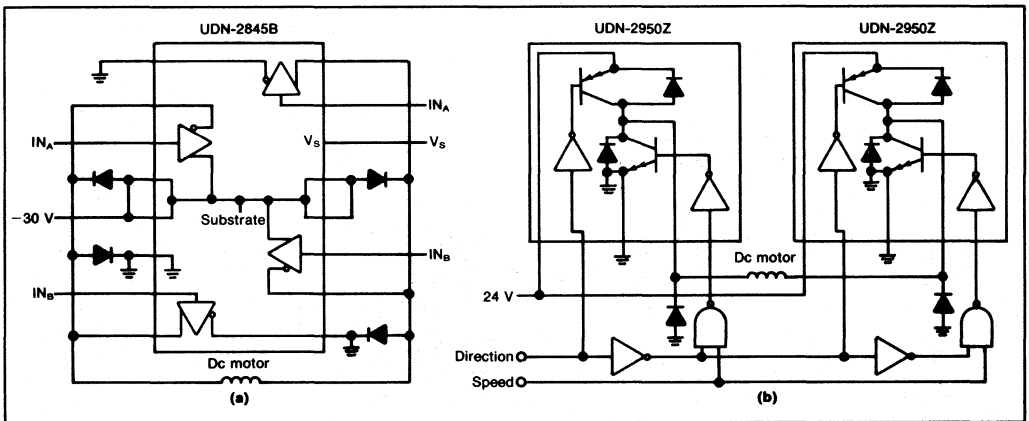 UDN-2845B
IN_A
IN_A
V_S
V_S
−30 V
Substrate
IN_B
IN_B
Dc motor
(a)
UDN-2950Z
UDN-2950Z
Dc motor
24 V
Direction
Speed
(b)